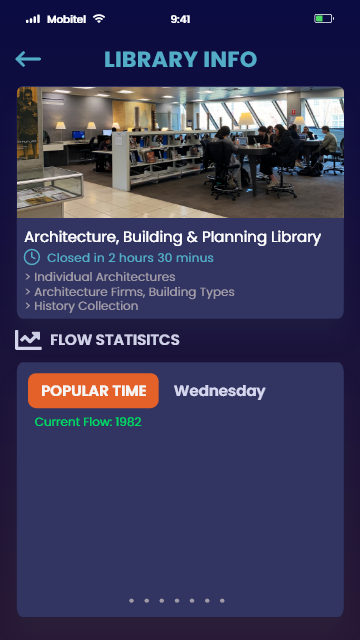 Mobitel 9:41
LIBRARY INFO
Architecture, Building & Planning Library
Closed in 2 hours 30 minus
> Individual Architectures
> Architecture Firms, Building Types
> History Collection
FLOW STATISITCS
POPULAR TIME Wednesday
Current Flow: 1982